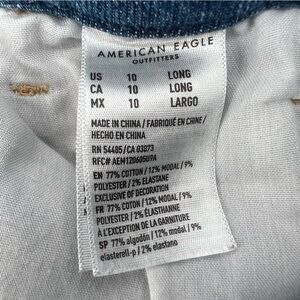 AMERICAN EAGLE
OUTFITTERS
US 10 LONG
CA 10 LONG
MX 10 LARGO
MADE IN CHINA / FABRIQUÉ EN CHINE /
HECHO EN CHINA
RN 54485 / CA 03873
RFC# AEM120605U9A
EN 77% COTTON / 12% MODAL / 9%
POLYESTER / 2% ELASTANE
EXCLUSIVE OF DECORATION
FR 77% COTON / 12% MODAL / 9%
POLYESTER / 2% ÉLASTHANNE
À L'EXCEPTION DE LA GARNITURE
SP 77% algodón / 12% modal / 9%
elasterell-p / 2% elastano